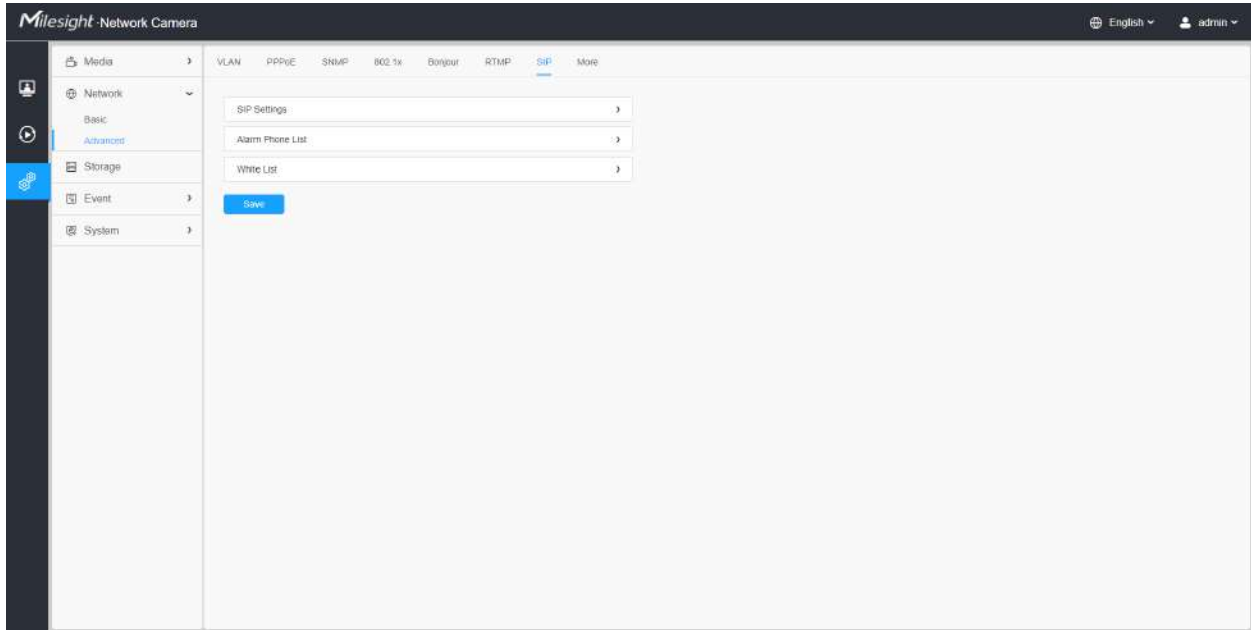 Milesight Network Camera
English
admin
Media
Network
Basic
Advanced
Storage
Event
System
VLAN PPPoE SNMP 802.1x Bonjour RTMP SIP More
SIP Settings
Alarm Phone List
White List
Save